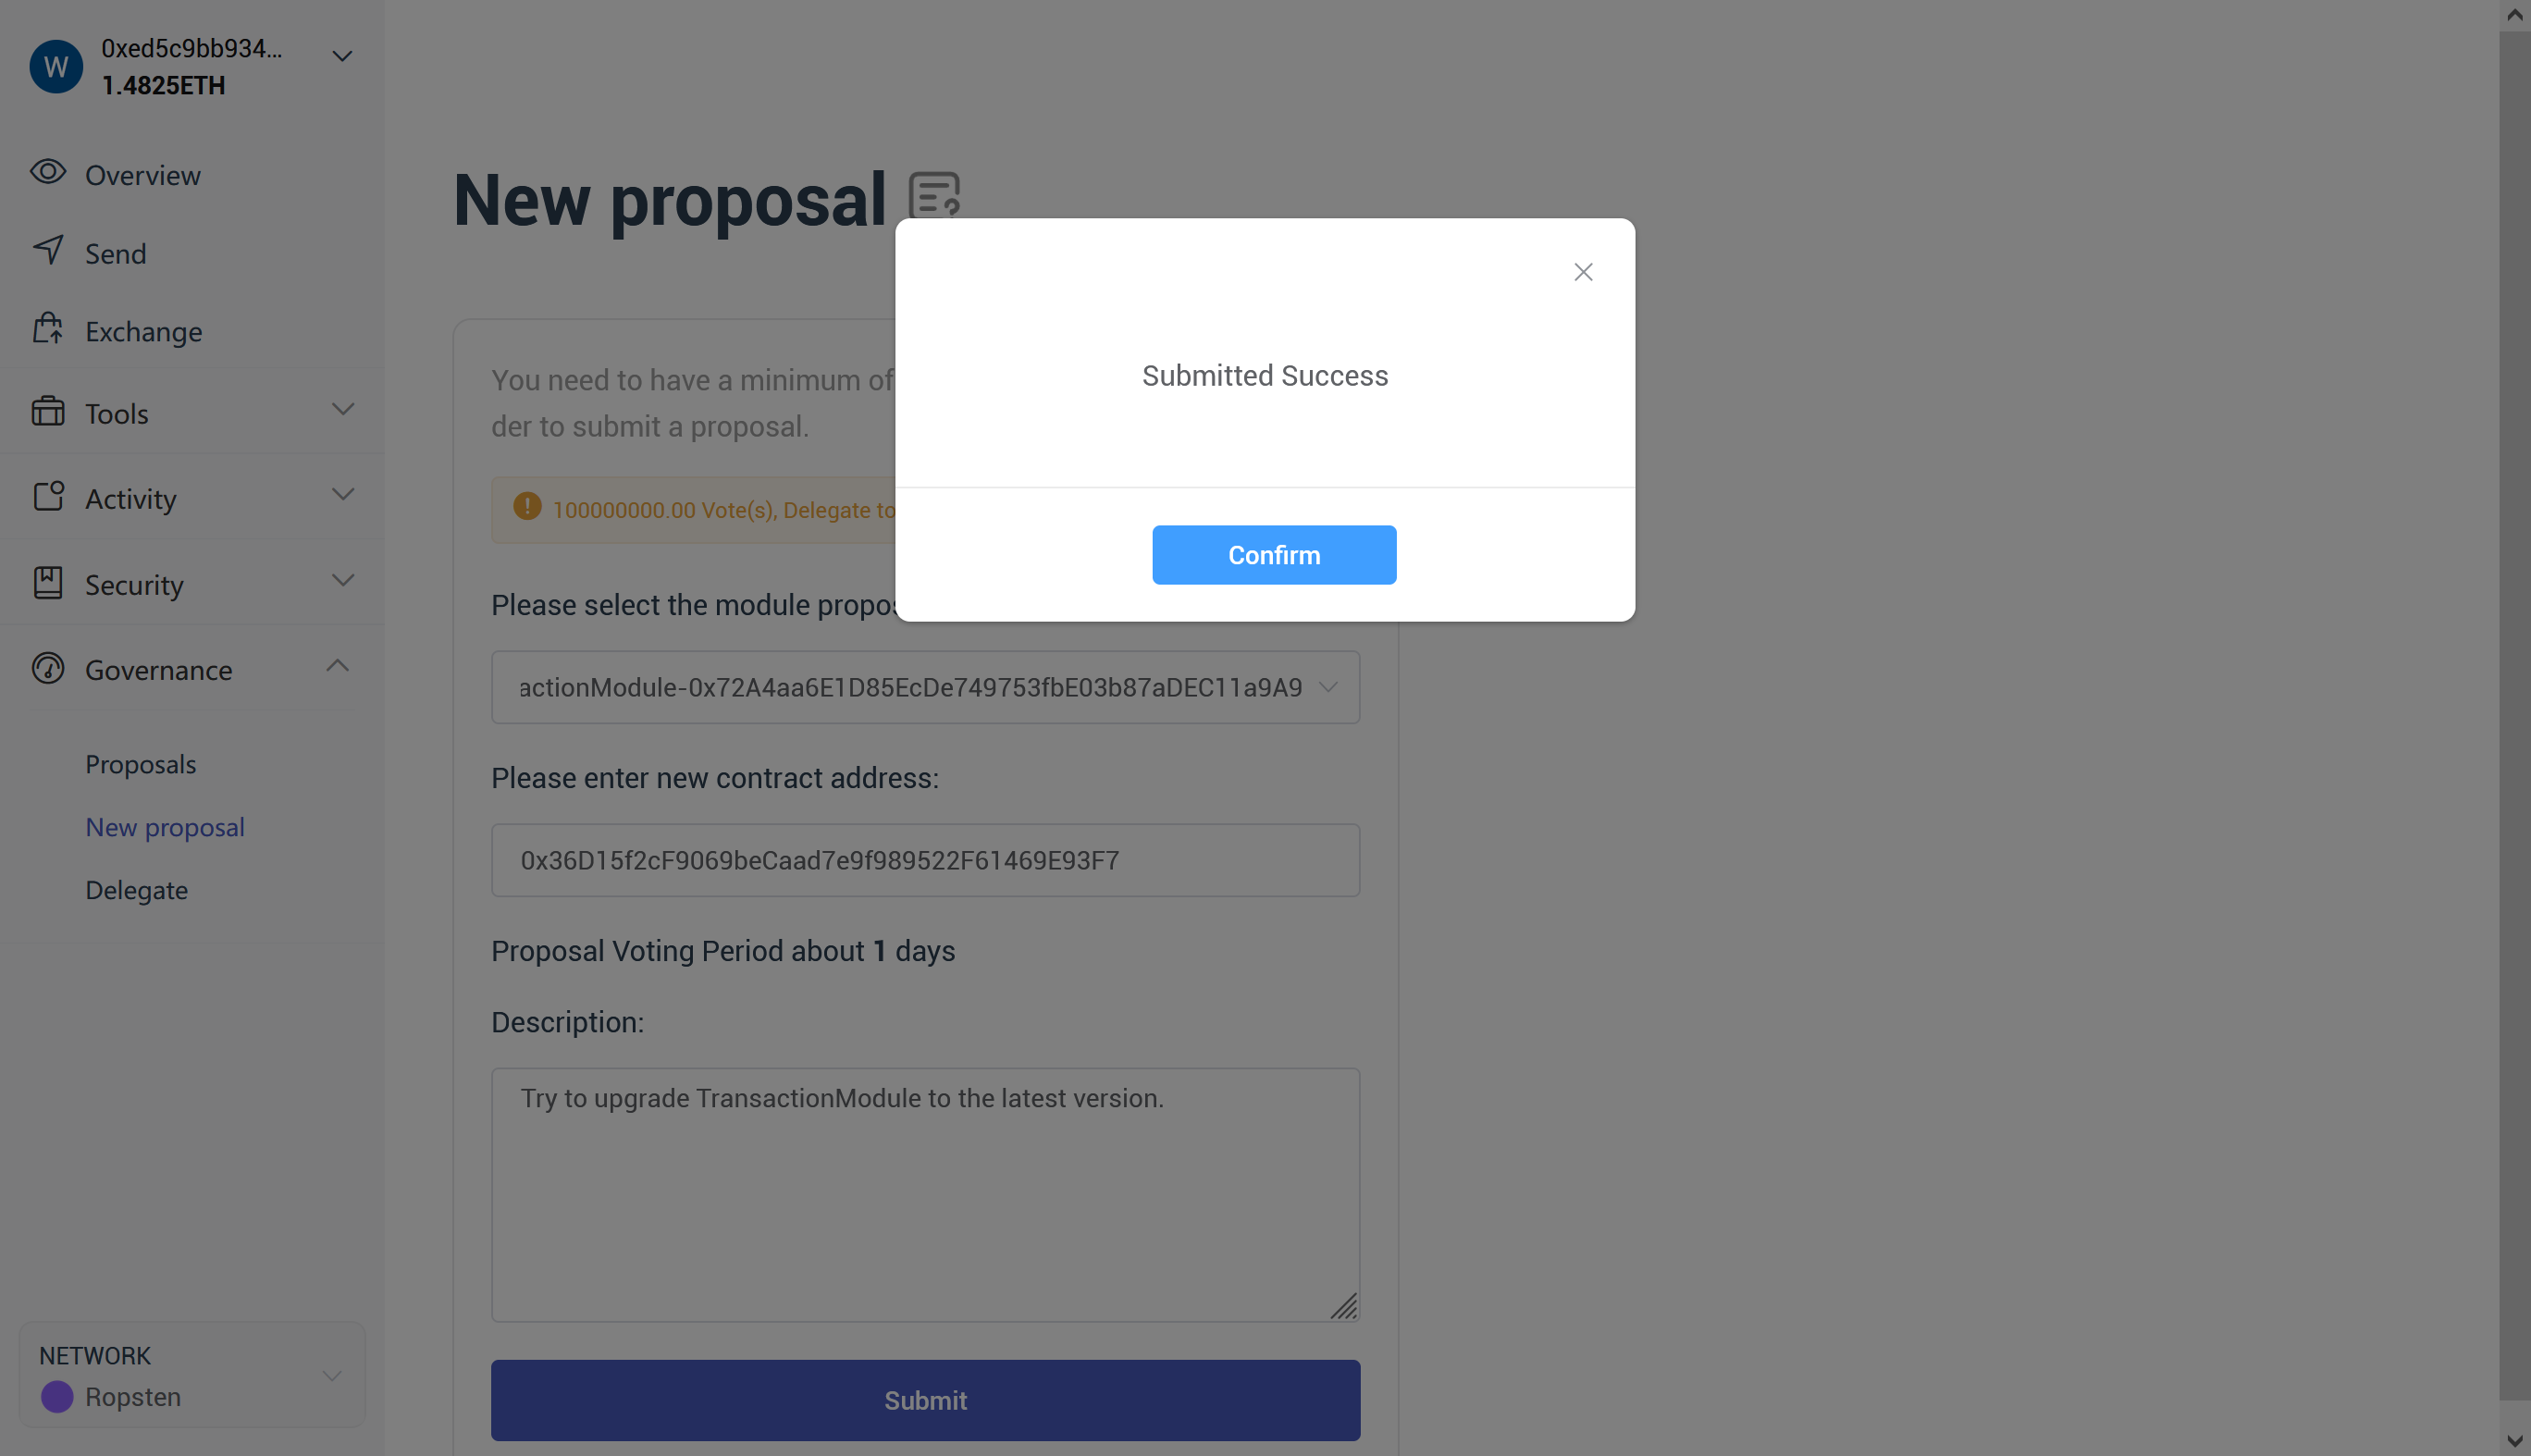 W
0xed5c9bb934...
1.4825ETH
Overview
Send
Exchange
Tools
Activity
Security
Governance
Proposals
New proposal
Delegate
NETWORK
Ropsten
New proposal
You need to have a minimum of
der to submit a proposal.
100000000.00 Vote(s), Delegate to
Please select the module propos
actionModule-0x72A4aa6E1D85EcDe749753fbE03b87aDEC11a9A9
Please enter new contract address:
0x36D15f2cF9069beCaad7e9f989522F61469E93F7
Proposal Voting Period about 1 days
Description:
Try to upgrade TransactionModule to the latest version.
Submit
Submitted Success
Confirm